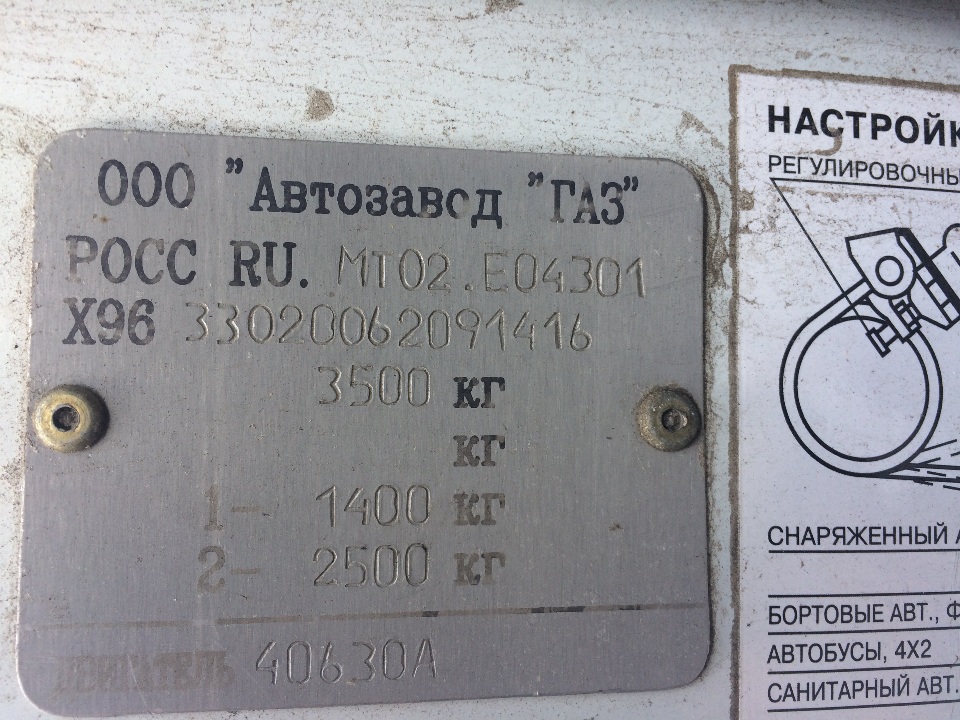 ООО "Автозавод "ГАЗ"
РОСС RU. МТ02.Е04301
X96 33020062091416
3500 кг
кг
1- 1400 кг
2- 2500 кг
ДВИГАТЕЛЬ 40630А
НАСТРОЙК
РЕГУЛИРОВОЧНЫ
СНАРЯЖЕННЫЙ А
БОРТОВЫЕ АВТ., Ф
АВТОБУСЫ, 4Х2
САНИТАРНЫЙ АВТ.